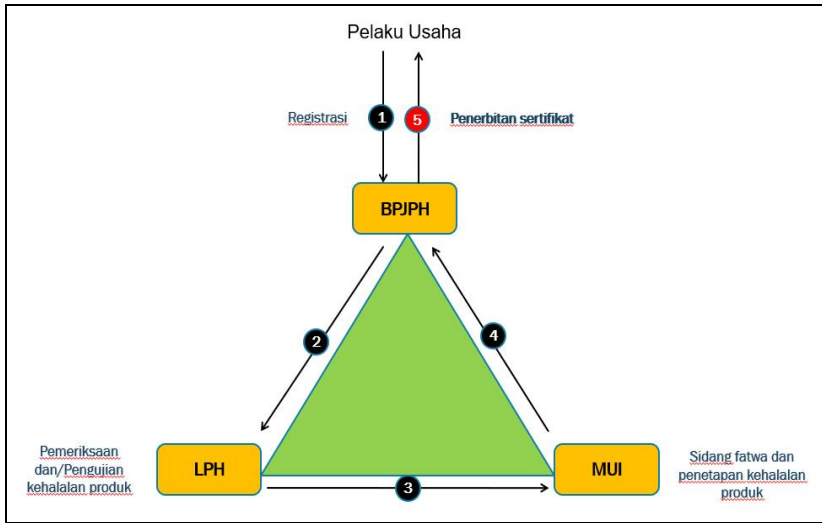 Pelaku Usaha
Registrasi
1
5
Penerbitan sertifikat
BPJPH
2
4
Pemeriksaan
dan/Pengujian
kehalalan produk
LPH
3
MUI
Sidang fatwa dan
penetapan kehalalan
produk